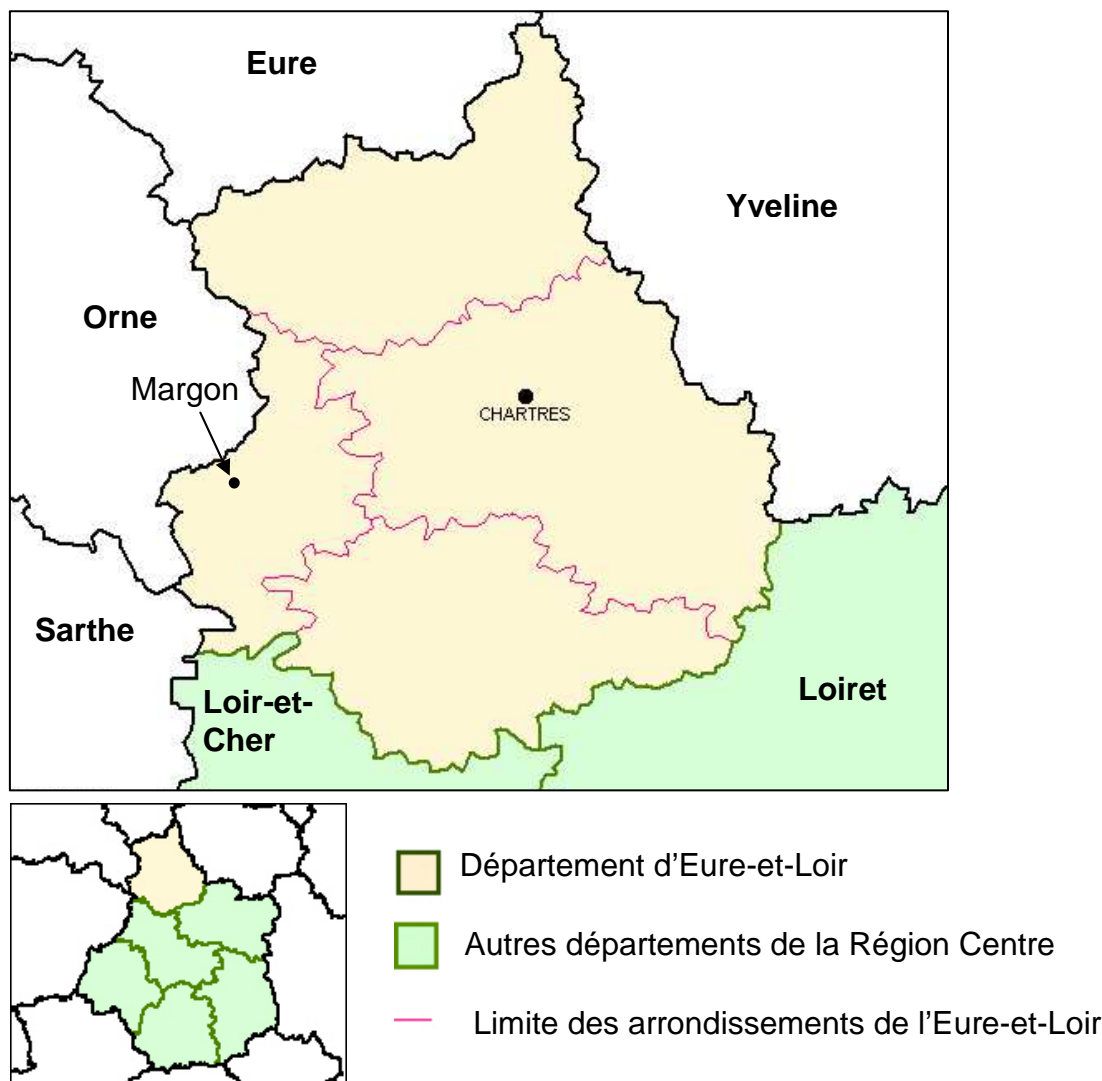 Eure
Yveline
Orne
Margon
CHARTRES
Sarthe
Loir-et-
Cher
Loiret
Département d'Eure-et-Loir
Autres départements de la Région Centre
Limite des arrondissements de l'Eure-et-Loir